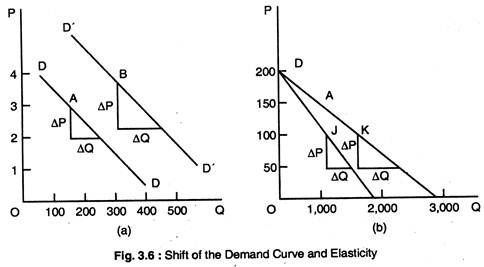 P
D´
D
B
4
A
3
ΔP
ΔP
2
ΔQ
ΔQ
1
D
D´
O
100
200
300
400
500
Q
(a)
P
D
200
A
150
100
J
K
ΔP
ΔP
50
ΔQ
ΔQ
O
1,000
2,000
3,000
Q
(b)
Fig. 3.6 : Shift of the Demand Curve and Elasticity